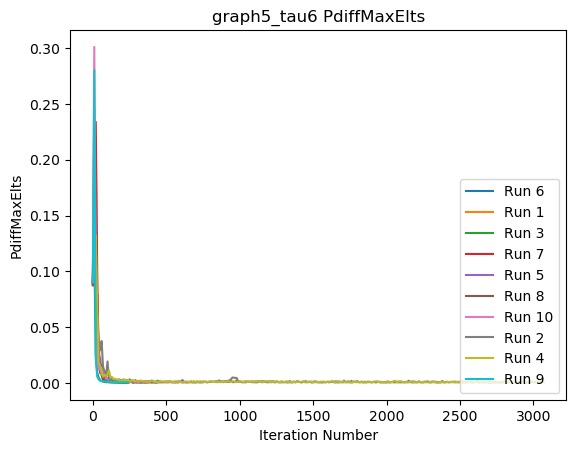 graph5_tau6 PdiffMaxElts
PdiffMaxElts
0.30
0.25
0.20
0.15
0.10
0.05
0.00
Run 6
Run 1
Run 3
Run 7
Run 5
Run 8
Run 10
Run 2
Run 4
Run 9
0 500 1000 1500 2000 2500 3000
Iteration Number